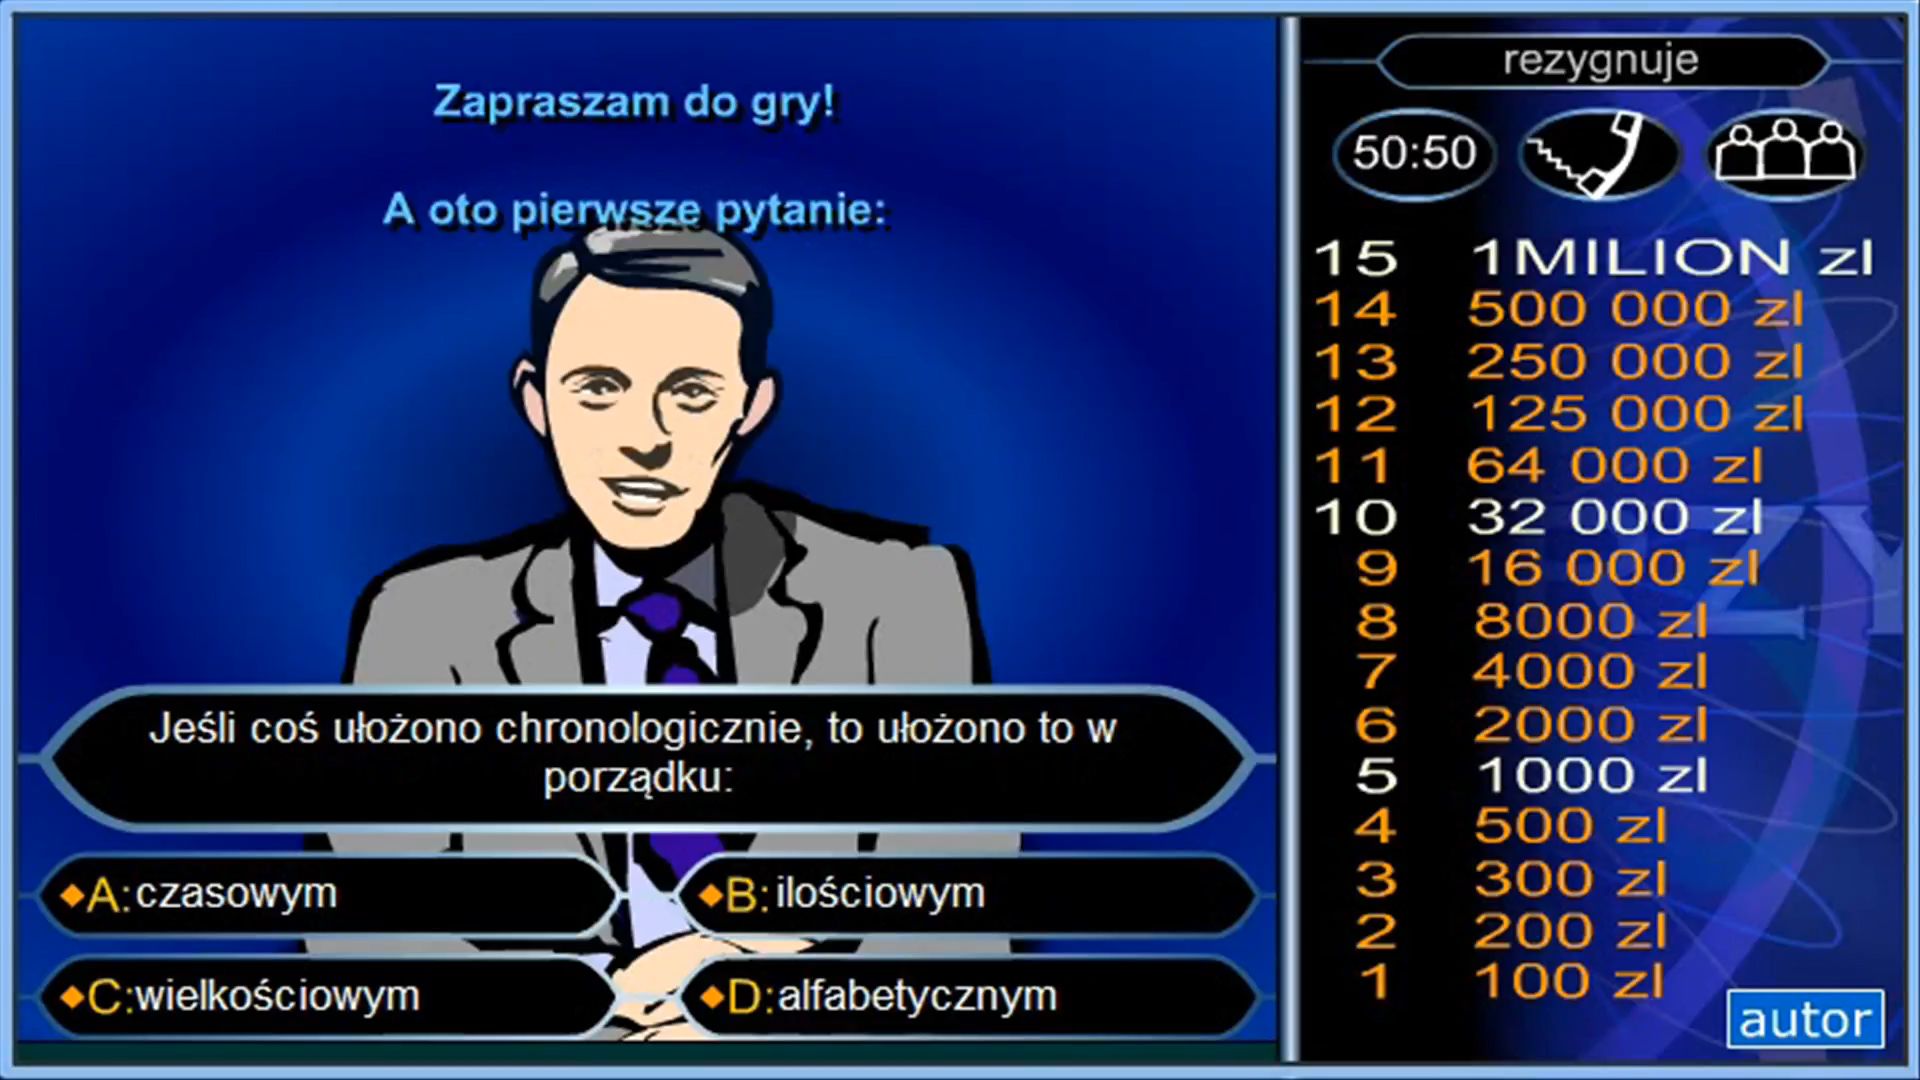 Zapraszam do gry!
A oto pierwsze pytanie:
Jeśli coś ułożono chronologicznie, to ułożono to w
porządku:
A: czasowym
B: ilościowym
C: wielkościowym
D: alfabetycznym
rezygnuje
50:50
15 1MILION zl
14 500 000 zl
13 250 000 zl
12 125 000 zl
11 64 000 zl
10 32 000 zl
9 16 000 zl
8 8000 zl
7 4000 zl
6 2000 zl
5 1000 zl
4 500 zl
3 300 zl
2 200 zl
1 100 zl
autor